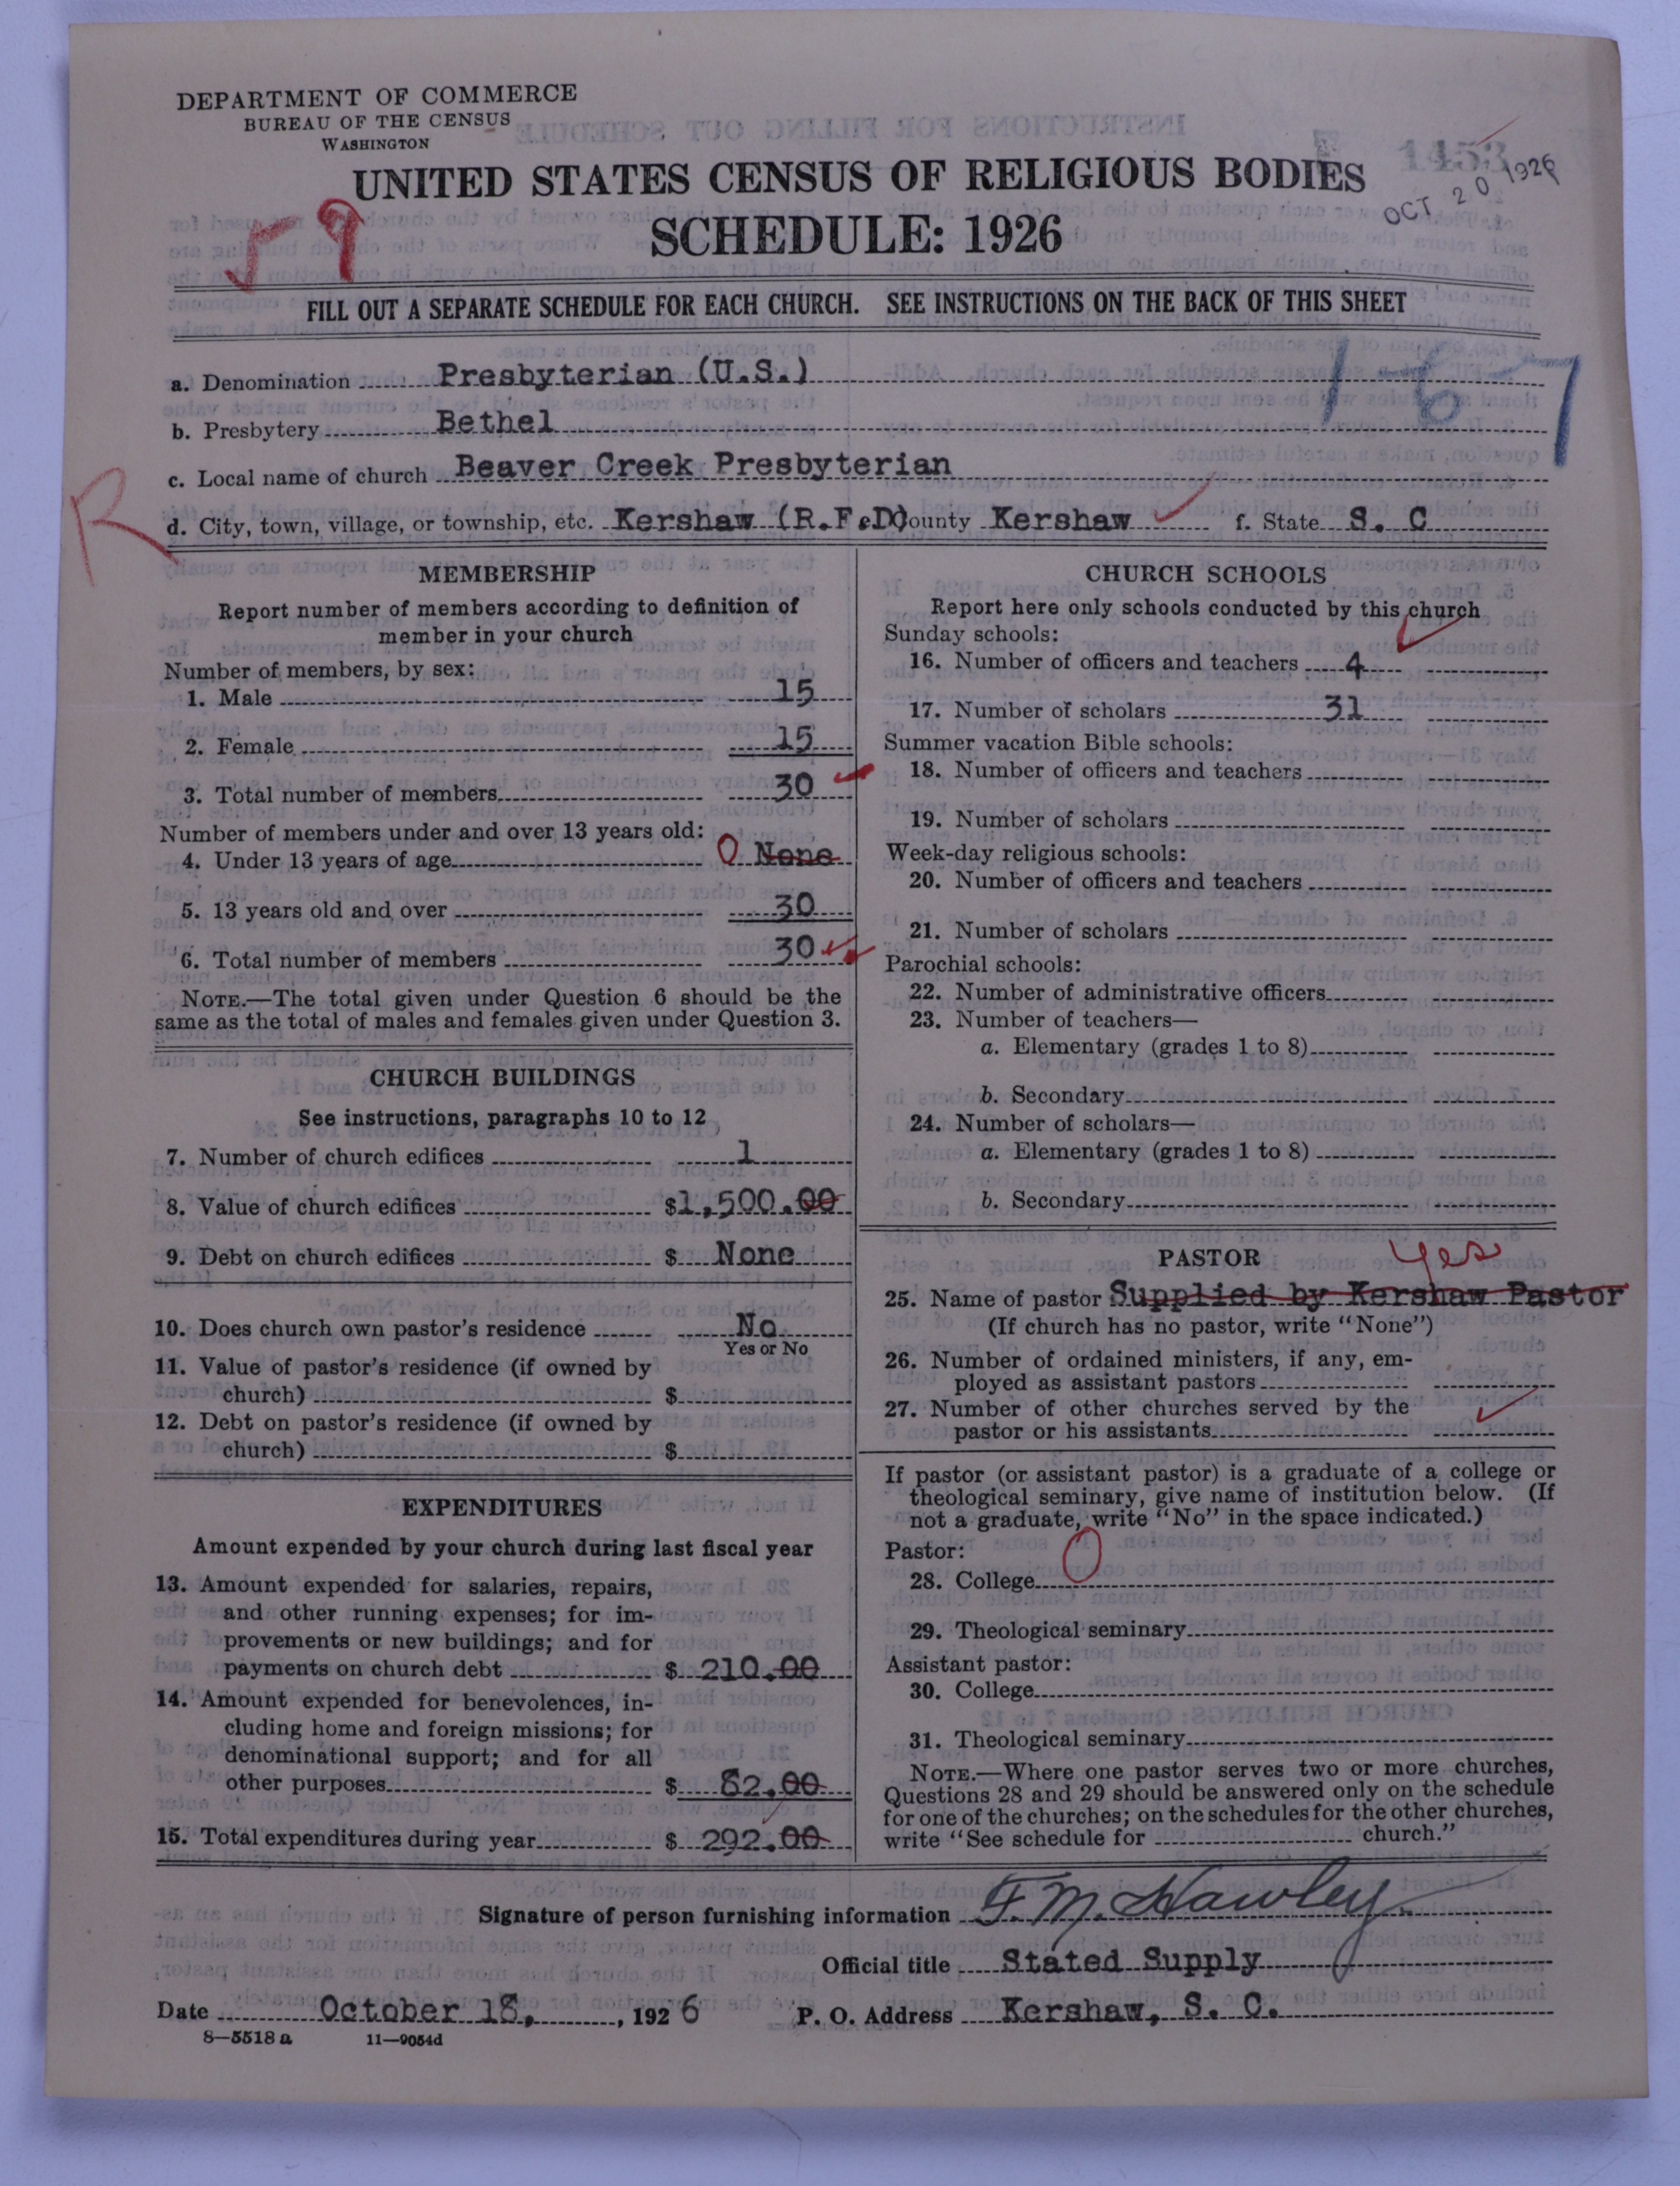 DEPARTMENT OF COMMERCE
BUREAU OF THE CENSUS
WASHINGTON
1453
OCT 20 1926
UNITED STATES CENSUS OF RELIGIOUS BODIES
SCHEDULE: 1926
59
FILL OUT A SEPARATE SCHEDULE FOR EACH CHURCH. SEE INSTRUCTIONS ON THE BACK OF THIS SHEET
1-67
a. Denomination Presbyterian (U.S.)
b. Presbytery Bethel
c. Local name of church Beaver Creek Presbyterian
R
d. City, town, village, or township, etc. Kershaw (R.F.D) County Kershaw f. State S. C
MEMBERSHIP
Report number of members according to definition of
member in your church
Number of members, by sex:
1. Male 15
2. Female 15
3. Total number of members 30
Number of members under and over 13 years old:
4. Under 13 years of age 0 None
5. 13 years old and over 30
6. Total number of members 30
NOTE.—The total given under Question 6 should be the
same as the total of males and females given under Question 3.
CHURCH BUILDINGS
See instructions, paragraphs 10 to 12
7. Number of church edifices 1
8. Value of church edifices $1,500.00
9. Debt on church edifices $ None
10. Does church own pastor's residence No
Yes or No
11. Value of pastor's residence (if owned by
church) $
12. Debt on pastor's residence (if owned by
church) $
EXPENDITURES
Amount expended by your church during last fiscal year
13. Amount expended for salaries, repairs,
and other running expenses; for im-
provements or new buildings; and for
payments on church debt $ 210.00
14. Amount expended for benevolences, in-
cluding home and foreign missions; for
denominational support; and for all
other purposes $ 82.00
15. Total expenditures during year $ 292.00
CHURCH SCHOOLS
Report here only schools conducted by this church
Sunday schools:
16. Number of officers and teachers 4
17. Number of scholars 31
Summer vacation Bible schools:
18. Number of officers and teachers
19. Number of scholars
Week-day religious schools:
20. Number of officers and teachers
21. Number of scholars
Parochial schools:
22. Number of administrative officers
23. Number of teachers—
a. Elementary (grades 1 to 8)
b. Secondary
24. Number of scholars—
a. Elementary (grades 1 to 8)
b. Secondary
PASTOR
Yes
25. Name of pastor Supplied by Kershaw Pastor
(If church has no pastor, write "None")
26. Number of ordained ministers, if any, em-
ployed as assistant pastors
27. Number of other churches served by the
pastor or his assistants
If pastor (or assistant pastor) is a graduate of a college or
theological seminary, give name of institution below. (If
not a graduate, write "No" in the space indicated.)
Pastor:
28. College 0
29. Theological seminary
Assistant pastor:
30. College
31. Theological seminary
NOTE.—Where one pastor serves two or more churches,
Questions 28 and 29 should be answered only on the schedule
for one of the churches; on the schedules for the other churches,
write "See schedule for church."
Signature of person furnishing information F. M. Hawley
Official title Stated Supply
Date October 18, 1926 P. O. Address Kershaw, S. C.
8—5518 a 11—9054d